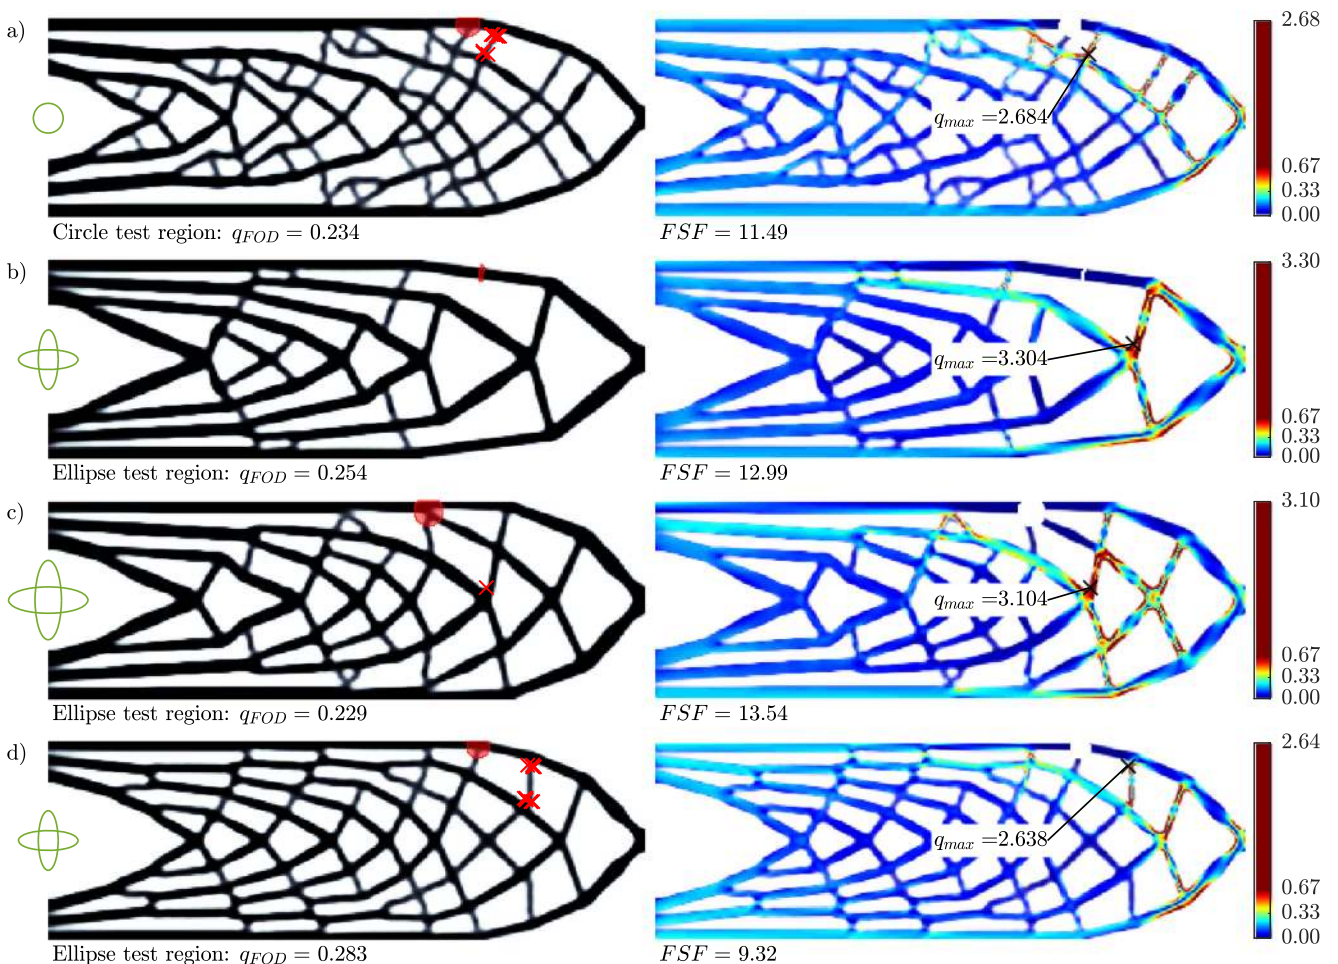 a)
2.68
q_max =2.684
0.67
0.33
0.00
Circle test region: q_FOD = 0.234
FSF = 11.49
b)
3.30
q_max =3.304
0.67
0.33
0.00
Ellipse test region: q_FOD = 0.254
FSF = 12.99
c)
3.10
q_max =3.104
0.67
0.33
0.00
Ellipse test region: q_FOD = 0.229
FSF = 13.54
d)
2.64
q_max =2.638
0.67
0.33
0.00
Ellipse test region: q_FOD = 0.283
FSF = 9.32